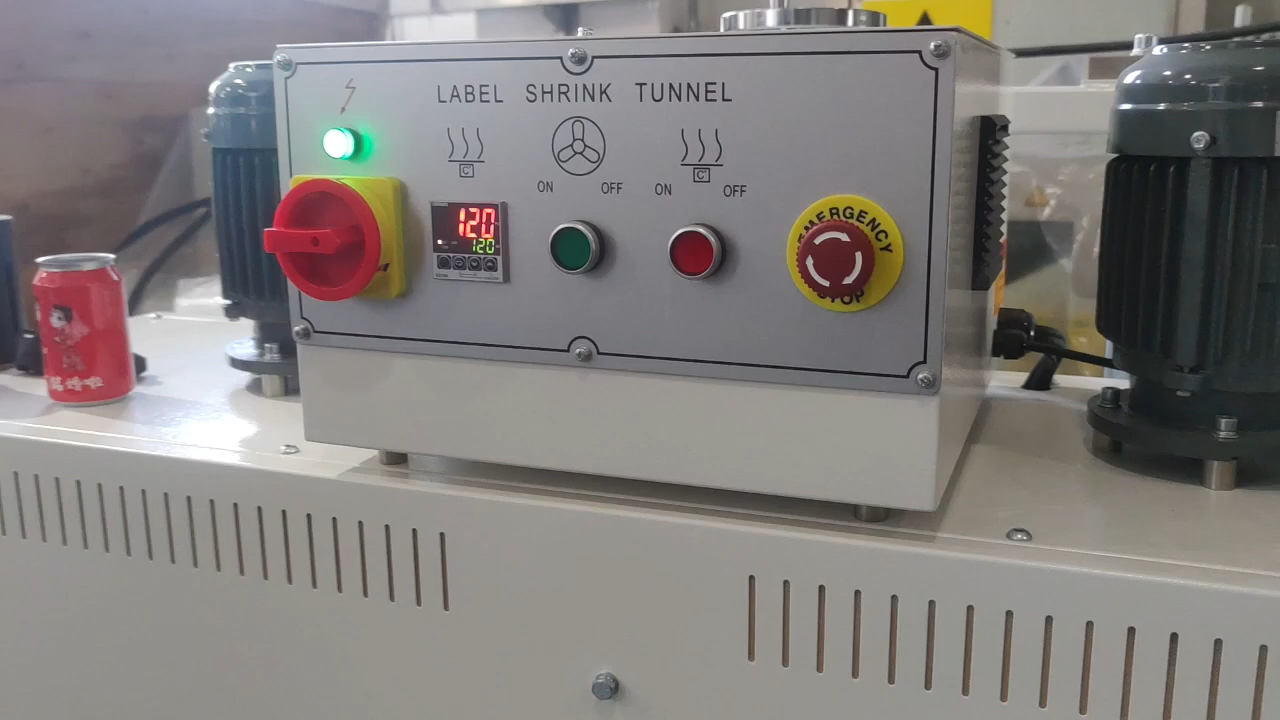 LABEL SHRINK TUNNEL
C°
C°
ON OFF
ON OFF
120
120
EMERGENCY
STOP